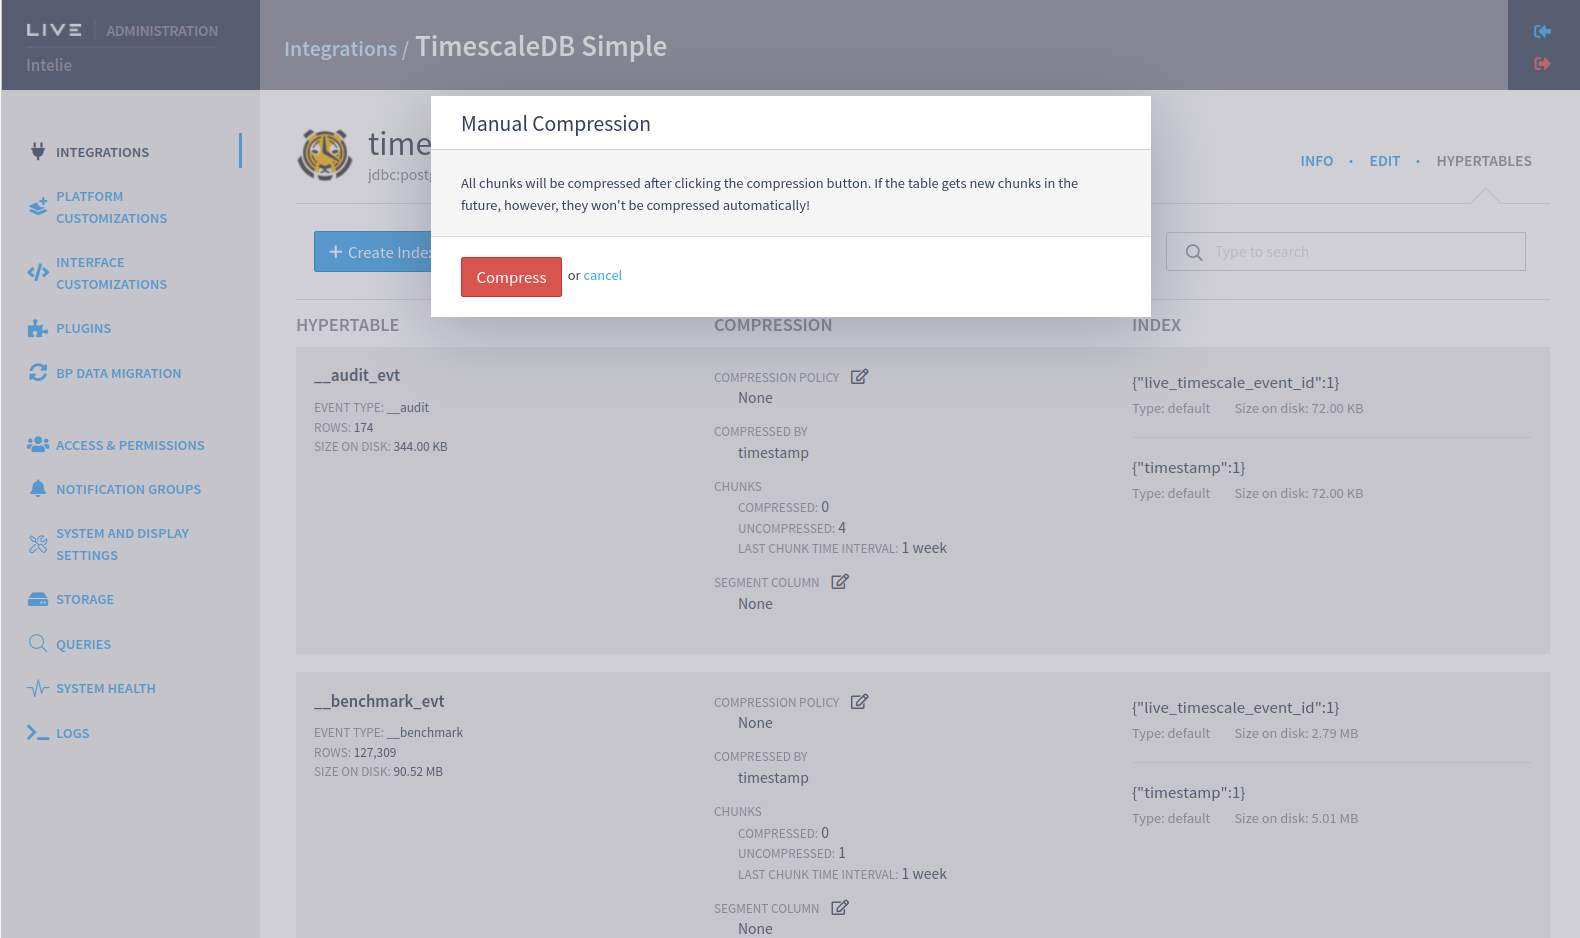 LIVE ADMINISTRATION
Intelie
Integrations / TimescaleDB Simple
INTEGRATIONS
PLATFORM
CUSTOMIZATIONS
INTERFACE
CUSTOMIZATIONS
PLUGINS
BP DATA MIGRATION
ACCESS & PERMISSIONS
NOTIFICATION GROUPS
SYSTEM AND DISPLAY
SETTINGS
STORAGE
QUERIES
SYSTEM HEALTH
LOGS
time
jdbc:post
INFO · EDIT · HYPERTABLES
+ Create Inde
Type to search
Manual Compression
All chunks will be compressed after clicking the compression button. If the table gets new chunks in the
future, however, they won't be compressed automatically!
Compress or cancel
HYPERTABLE COMPRESSION INDEX
__audit_evt
EVENT TYPE: __audit
ROWS: 174
SIZE ON DISK: 344.00 KB
COMPRESSION POLICY
None
COMPRESSED BY
timestamp
CHUNKS
COMPRESSED: 0
UNCOMPRESSED: 4
LAST CHUNK TIME INTERVAL: 1 week
SEGMENT COLUMN
None
{"live_timescale_event_id":1}
Type: default Size on disk: 72.00 KB
{"timestamp":1}
Type: default Size on disk: 72.00 KB
__benchmark_evt
EVENT TYPE: __benchmark
ROWS: 127,309
SIZE ON DISK: 90.52 MB
COMPRESSION POLICY
None
COMPRESSED BY
timestamp
CHUNKS
COMPRESSED: 0
UNCOMPRESSED: 1
LAST CHUNK TIME INTERVAL: 1 week
SEGMENT COLUMN
None
{"live_timescale_event_id":1}
Type: default Size on disk: 2.79 MB
{"timestamp":1}
Type: default Size on disk: 5.01 MB